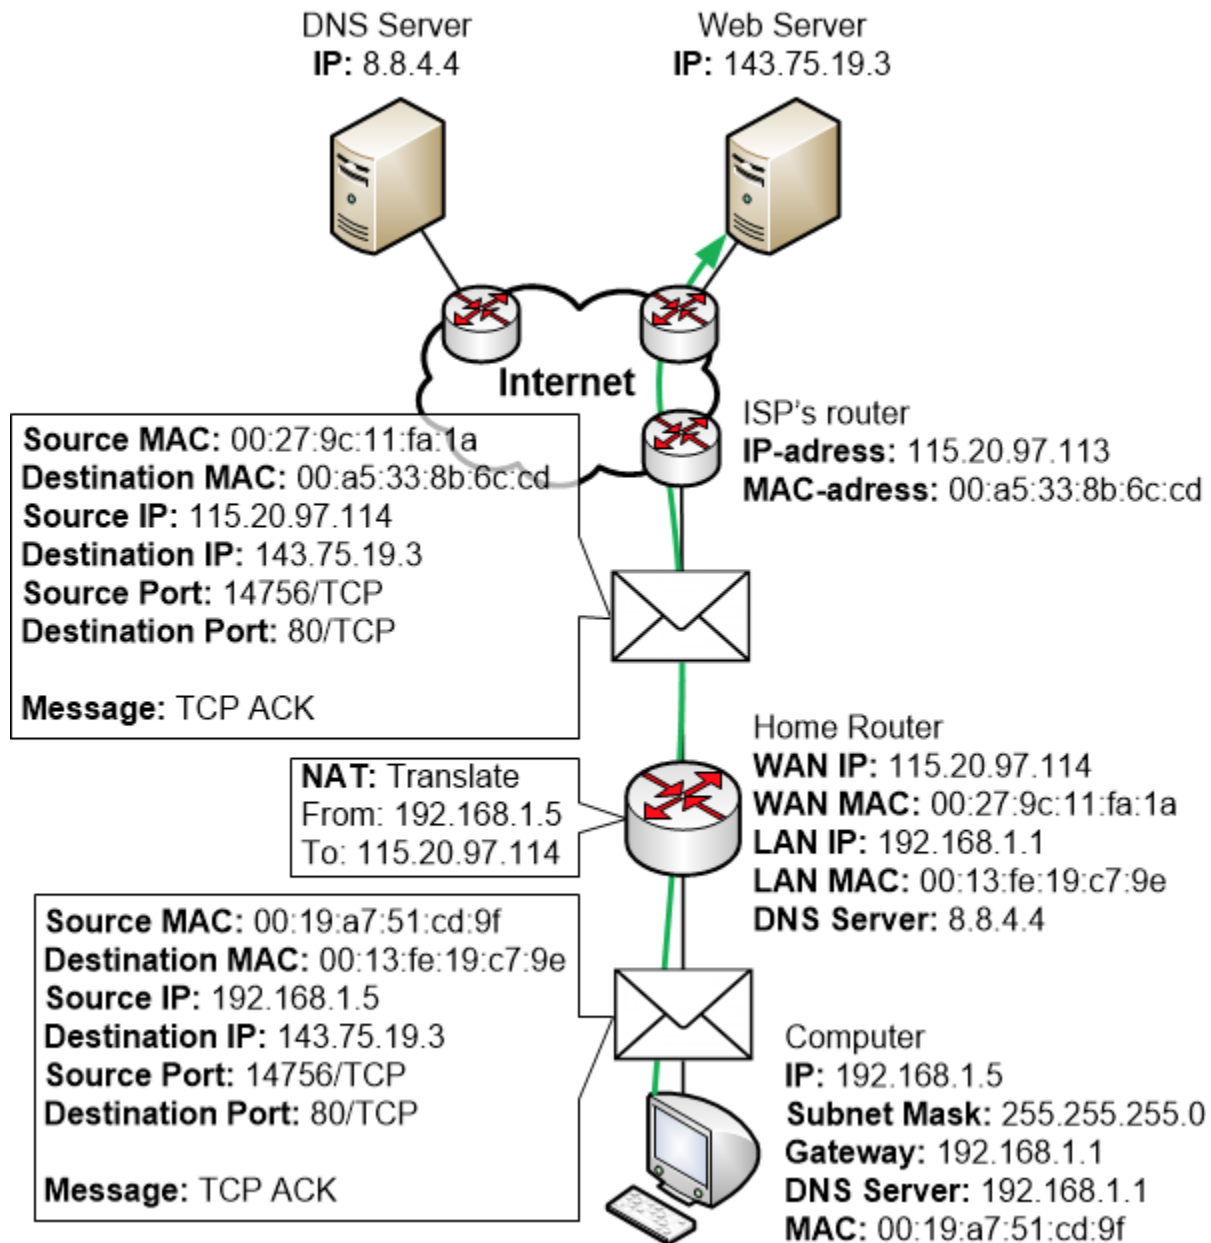 DNS Server
IP: 8.8.4.4
Web Server
IP: 143.75.19.3
Internet
ISP's router
IP-adress: 115.20.97.113
MAC-adress: 00:a5:33:8b:6c:cd
Source MAC: 00:27:9c:11:fa:1a
Destination MAC: 00:a5:33:8b:6c:cd
Source IP: 115.20.97.114
Destination IP: 143.75.19.3
Source Port: 14756/TCP
Destination Port: 80/TCP
Message: TCP ACK
Home Router
WAN IP: 115.20.97.114
WAN MAC: 00:27:9c:11:fa:1a
LAN IP: 192.168.1.1
LAN MAC: 00:13:fe:19:c7:9e
DNS Server: 8.8.4.4
NAT: Translate
From: 192.168.1.5
To: 115.20.97.114
Source MAC: 00:19:a7:51:cd:9f
Destination MAC: 00:13:fe:19:c7:9e
Source IP: 192.168.1.5
Destination IP: 143.75.19.3
Source Port: 14756/TCP
Destination Port: 80/TCP
Message: TCP ACK
Computer
IP: 192.168.1.5
Subnet Mask: 255.255.255.0
Gateway: 192.168.1.1
DNS Server: 192.168.1.1
MAC: 00:19:a7:51:cd:9f